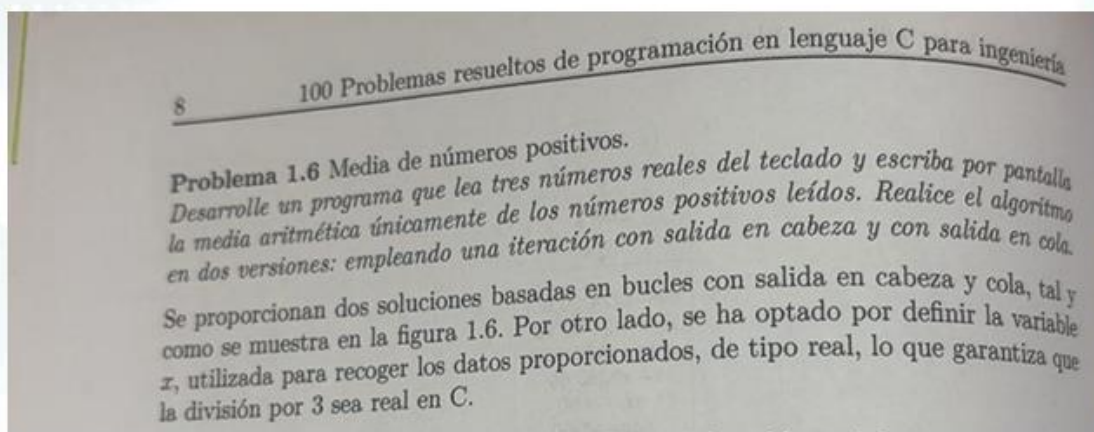 8 100 Problemas resueltos de programación en lenguaje C para ingeniería
Problema 1.6 Media de números positivos.
Desarrolle un programa que lea tres números reales del teclado y escriba por pantalla
la media aritmética únicamente de los números positivos leídos. Realice el algoritmo
en dos versiones: empleando una iteración con salida en cabeza y con salida en cola.
Se proporcionan dos soluciones basadas en bucles con salida en cabeza y cola, tal y
como se muestra en la figura 1.6. Por otro lado, se ha optado por definir la variable
x, utilizada para recoger los datos proporcionados, de tipo real, lo que garantiza que
la división por 3 sea real en C.